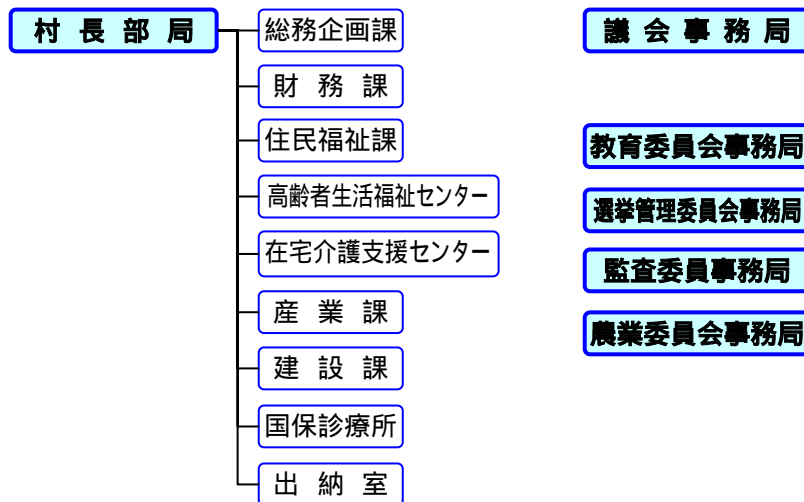 村長部局
総務企画課
財務課
住民福祉課
高齢者生活福祉センター
在宅介護支援センター
産業課
建設課
国保診療所
出納室
議会事務局
教育委員会事務局
選挙管理委員会事務局
監査委員事務局
農業委員会事務局